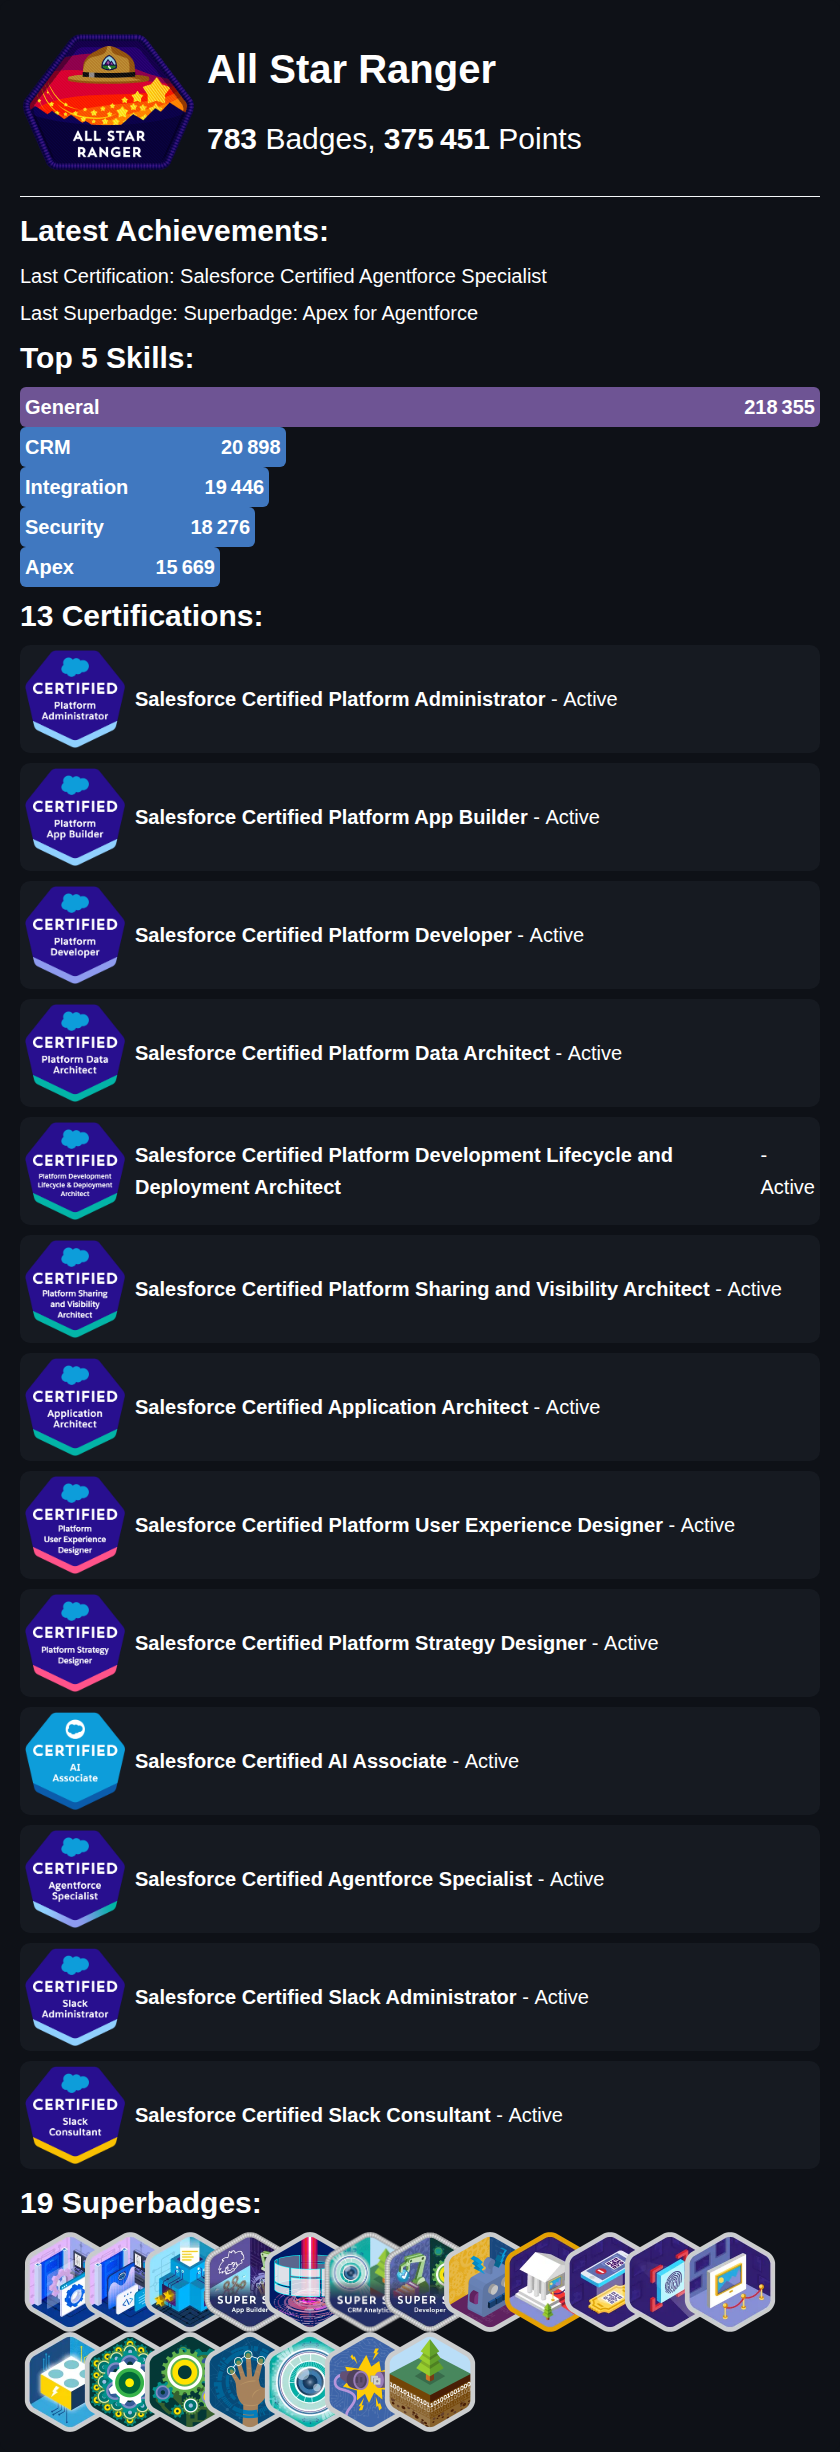 ALL STAR
RANGER
All Star Ranger
783 Badges, 375 451 Points
Latest Achievements:
Last Certification: Salesforce Certified Agentforce Specialist
Last Superbadge: Superbadge: Apex for Agentforce
Top 5 Skills:
General 218 355
CRM 20 898
Integration 19 446
Security 18 276
Apex 15 669
13 Certifications:
CERTIFIED
Platform
Administrator
Salesforce Certified Platform Administrator - Active
CERTIFIED
Platform
App Builder
Salesforce Certified Platform App Builder - Active
CERTIFIED
Platform
Developer
Salesforce Certified Platform Developer - Active
CERTIFIED
Platform Data
Architect
Salesforce Certified Platform Data Architect - Active
CERTIFIED
Platform Development
Lifecycle & Deployment
Architect
Salesforce Certified Platform Development Lifecycle and -
Deployment Architect Active
CERTIFIED
Platform Sharing
and Visibility
Architect
Salesforce Certified Platform Sharing and Visibility Architect - Active
CERTIFIED
Application
Architect
Salesforce Certified Application Architect - Active
CERTIFIED
Platform
User Experience
Designer
Salesforce Certified Platform User Experience Designer - Active
CERTIFIED
Platform Strategy
Designer
Salesforce Certified Platform Strategy Designer - Active
CERTIFIED
AI
Associate
Salesforce Certified AI Associate - Active
CERTIFIED
Agentforce
Specialist
Salesforce Certified Agentforce Specialist - Active
CERTIFIED
Slack
Administrator
Salesforce Certified Slack Administrator - Active
CERTIFIED
Slack
Consultant
Salesforce Certified Slack Consultant - Active
19 Superbadges:
SUPER S
App Builder
SUPER S
CRM Analytics
SUPER S
Developer